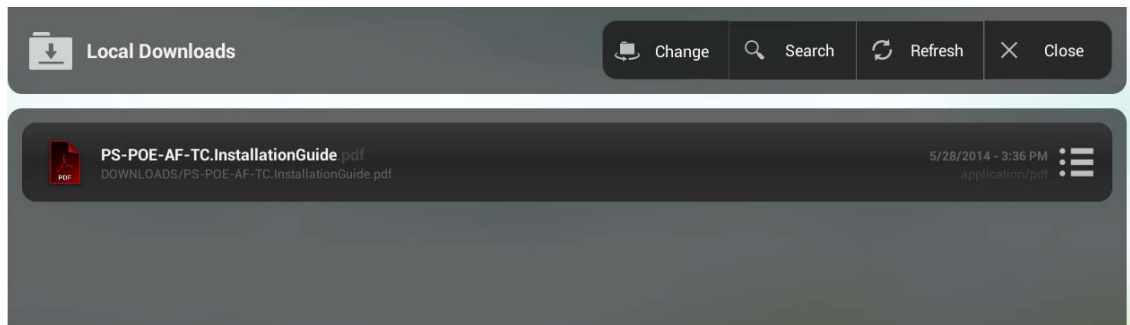 Local Downloads
Change
Search
Refresh
Close
PS-POE-AF-TC.InstallationGuide.pdf
5/28/2014 - 3:36 PM
PDF
DOWNLOADS/PS-POE-AF-TC.InstallationGuide.pdf
application/pdf